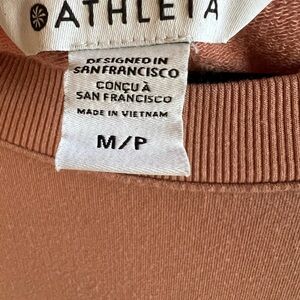 ATHLETA
DESIGNED IN
SAN FRANCISCO
CONÇU À
SAN FRANCISCO
MADE IN VIETNAM
M/P